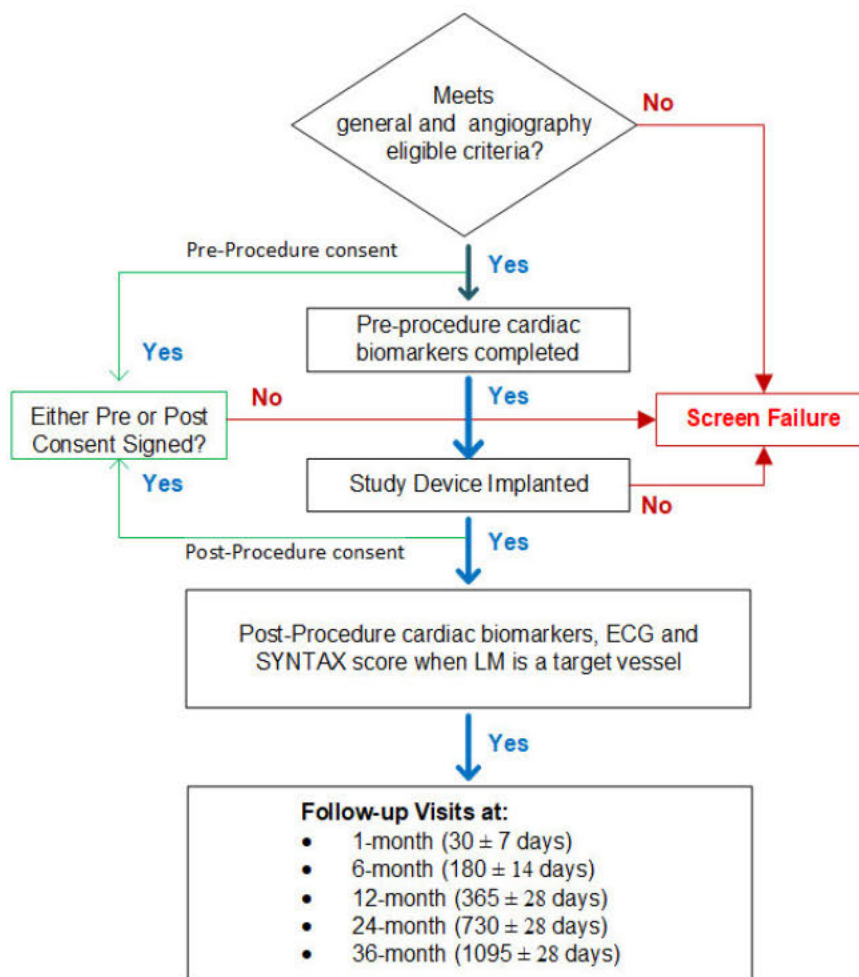 Meets
general and angiography
eligible criteria?
No
Pre-Procedure consent
Yes
Pre-procedure cardiac
biomarkers completed
Yes
Either Pre or Post
Consent Signed?
No
Yes
Screen Failure
Yes
Study Device Implanted
No
Post-Procedure consent
Yes
Post-Procedure cardiac biomarkers, ECG and
SYNTAX score when LM is a target vessel
Yes
Follow-up Visits at:
• 1-month (30 ± 7 days)
• 6-month (180 ± 14 days)
• 12-month (365 ± 28 days)
• 24-month (730 ± 28 days)
• 36-month (1095 ± 28 days)